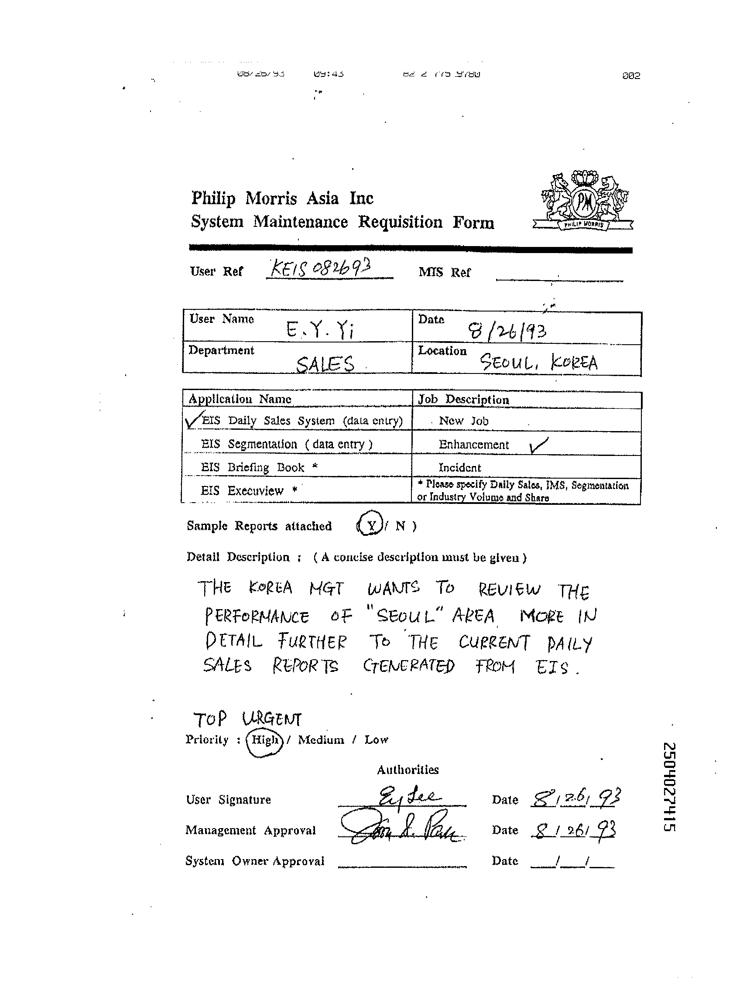 08/26/93 09:43 82 2 775 9780 002
Philip Morris Asia Inc
System Maintenance Requisition Form
PM
PHILIP MORRIS
User Ref KEIS 082693 MIS Ref
User Name E.Y. Yi Date 8/26/93
Department SALES Location SEOUL, KOREA
Application Name Job Description
✓ EIS Daily Sales System (data entry) New Job
EIS Segmentation ( data entry ) Enhancement ✓
EIS Briefing Book * Incident
EIS Execuview * * Please specify Daily Sales, IMS, Segmentation
or Industry Volume and Share
Sample Reports attached ( Y / N )
Detail Description : ( A concise description must be given )
THE KOREA MGT WANTS TO REVIEW THE
PERFORMANCE OF "SEOUL" AREA MORE IN
DETAIL FURTHER TO THE CURRENT DAILY
SALES REPORTS GENERATED FROM EIS.
TOP URGENT
Priority : High / Medium / Low
Authorities
User Signature Date 8/26/93
Management Approval Date 8/26/93
System Owner Approval Date / /
2504027415